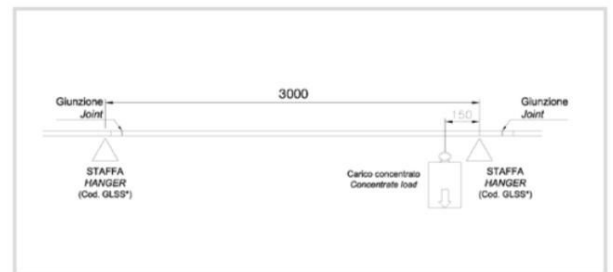 3000
Giunzione
Joint
150
Giunzione
Joint
STAFFA
HANGER
(Cod. GLSS*)
Carico concentrato
Concentrate load
STAFFA
HANGER
(Cod. GLSS*)